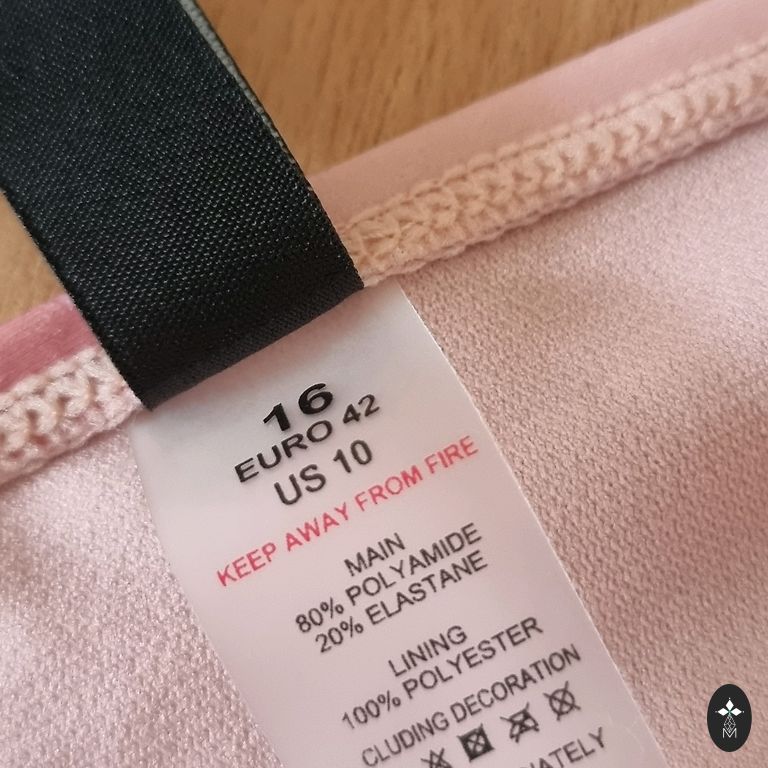 16
EURO 42
US 10
KEEP AWAY FROM FIRE
MAIN
80% POLYAMIDE
20% ELASTANE
LINING
100% POLYESTER
CLUDING DECORATION
M